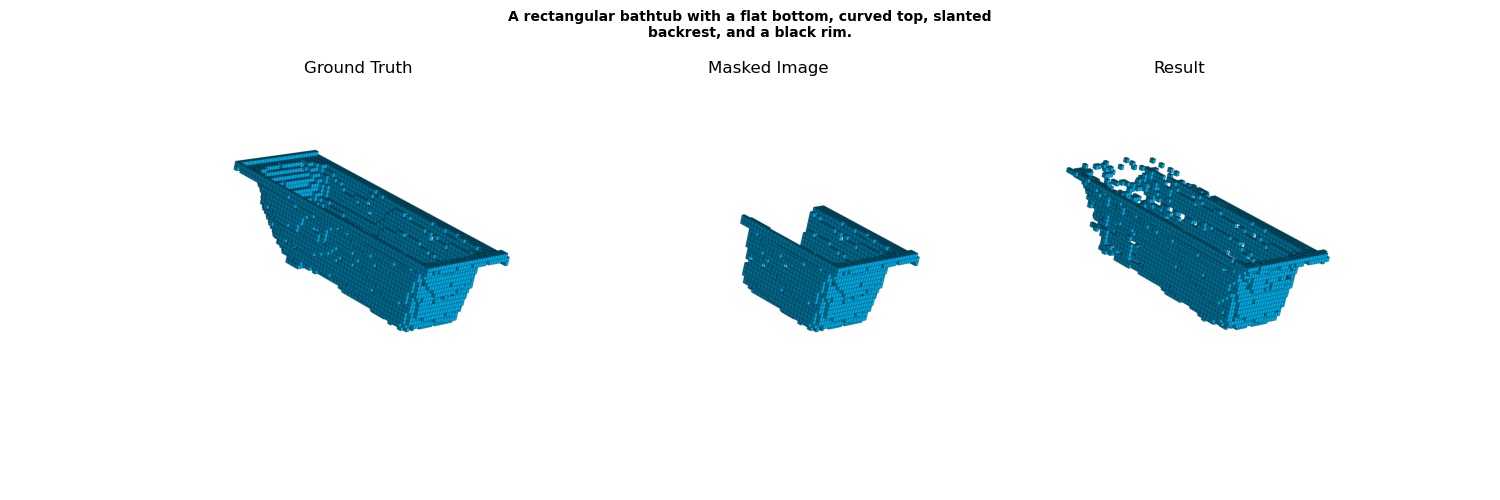 A rectangular bathtub with a flat bottom, curved top, slanted
backrest, and a black rim.
Ground Truth
Masked Image
Result